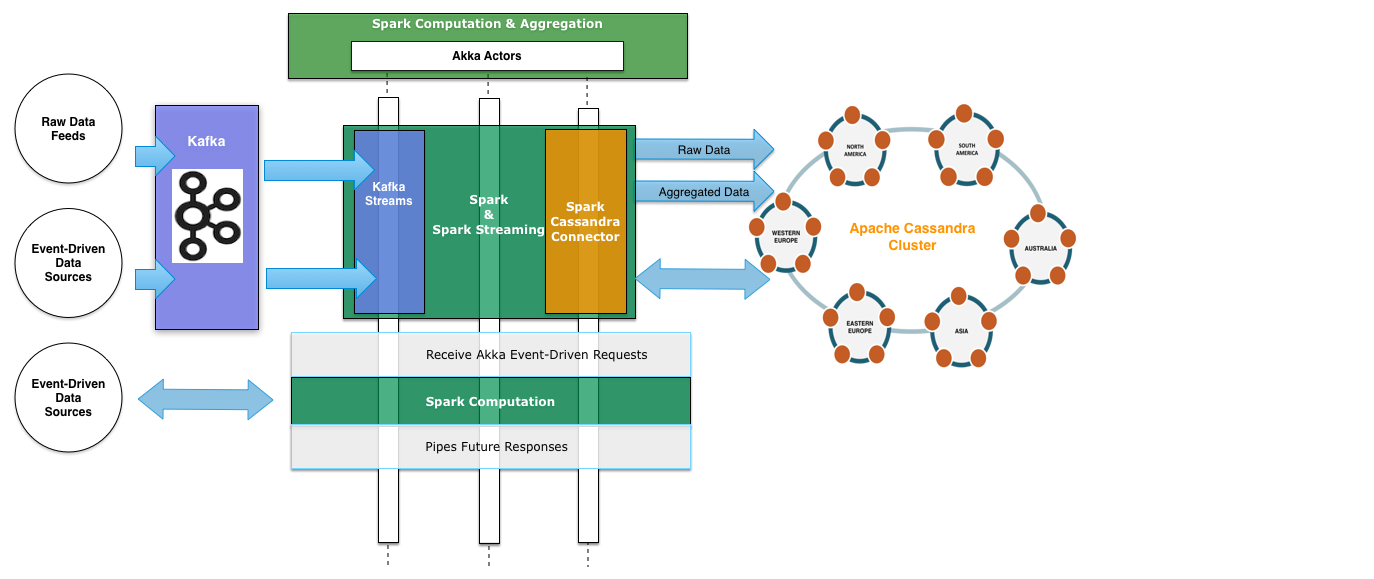 Spark Computation & Aggregation
Akka Actors
Raw Data
Feeds
Kafka
Event-Driven
Data
Sources
Event-Driven
Data
Sources
Kafka
Streams
Spark
&
Spark Streaming
Spark
Cassandra
Connector
Raw Data
Aggregated Data
Receive Akka Event-Driven Requests
Spark Computation
Pipes Future Responses
NORTH
AMERICA
SOUTH
AMERICA
WESTERN
EUROPE
Apache Cassandra
Cluster
AUSTRALIA
EASTERN
EUROPE
ASIA